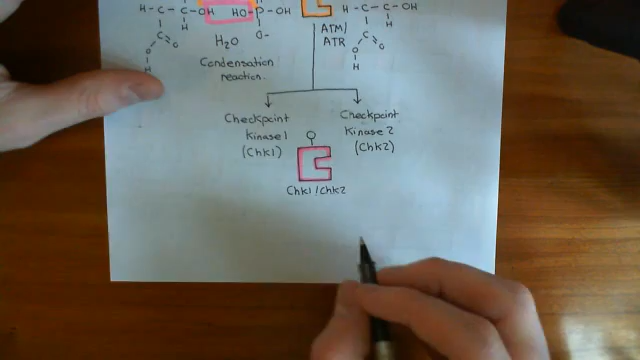 H-C-C-OH HO-P-OH
H
O-
H₂O
Condensation
reaction.
C
O
O
H
ATM/
ATR
H-C-C-OH
H
C
O
O
H
Checkpoint
Kinase 1
(Chk1)
Checkpoint
Kinase 2
(Chk2)
Chk1/Chk2